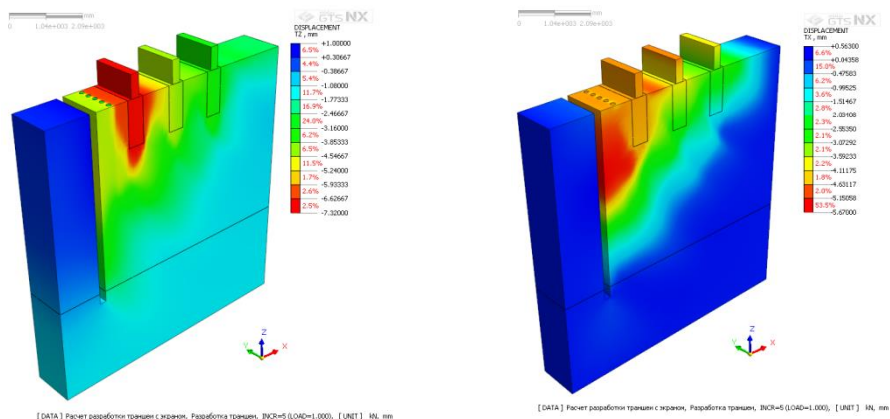 mm
0 1.04e+003 2.09e+003
GTS NX
DISPLACEMENT
TZ , mm
+1.00000
6.5%
+0.30667
4.4%
-0.38667
5.4%
-1.08000
11.7%
-1.77333
16.9%
-2.46667
24.0%
-3.16000
6.2%
-3.85333
6.5%
-4.54667
11.5%
-5.24000
1.7%
-5.93333
2.6%
-6.62667
2.5%
-7.32000
Z
Y
X
[ DATA ] Расчет разработки траншеи с экраном, Разработка траншеи, INCR=5 (LOAD=1.000), [ UNIT ] kN, mm
mm
0 1.04e+003 2.09e+003
GTS NX
DISPLACEMENT
TX , mm
+0.56300
6.6%
+0.04358
15.0%
-0.47583
6.2%
-0.99525
3.6%
-1.51467
2.8%
-2.03408
2.3%
-2.55350
2.1%
-3.07292
2.1%
-3.59233
2.2%
-4.11175
1.8%
-4.63117
2.0%
-5.15058
53.5%
-5.67000
Z
Y
X
[ DATA ] Расчет разработки траншеи с экраном, Разработка траншеи, INCR=5 (LOAD=1.000), [ UNIT ] kN, mm